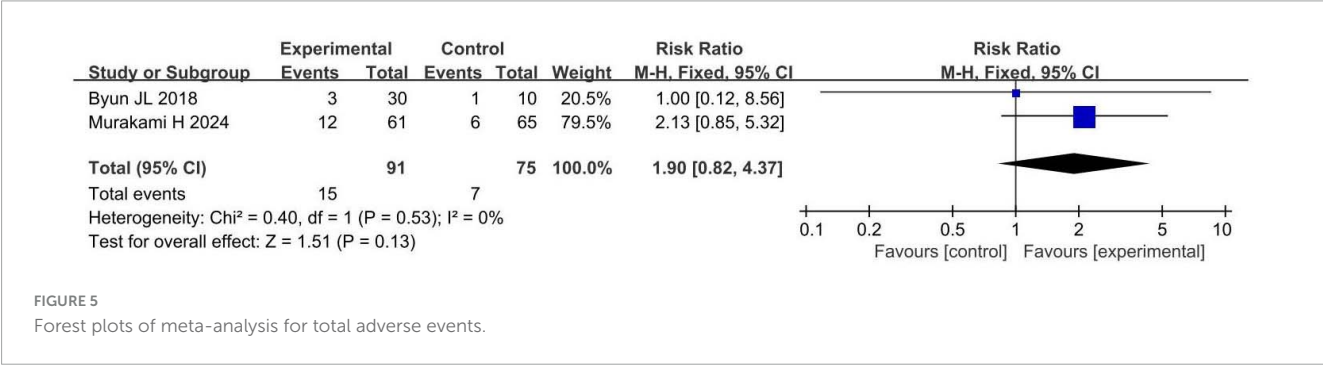 Experimental Control Risk Ratio Risk Ratio
Study or Subgroup Events Total Events Total Weight M-H, Fixed, 95% CI M-H, Fixed, 95% CI
Byun JL 2018 3 30 1 10 20.5% 1.00 [0.12, 8.56]
Murakami H 2024 12 61 6 65 79.5% 2.13 [0.85, 5.32]
Total (95% CI) 91 75 100.0% 1.90 [0.82, 4.37]
Total events 15 7
Heterogeneity: Chi² = 0.40, df = 1 (P = 0.53); I² = 0%
Test for overall effect: Z = 1.51 (P = 0.13)
0.1 0.2 0.5 1 2 5 10
Favours [control] Favours [experimental]
FIGURE 5
Forest plots of meta-analysis for total adverse events.